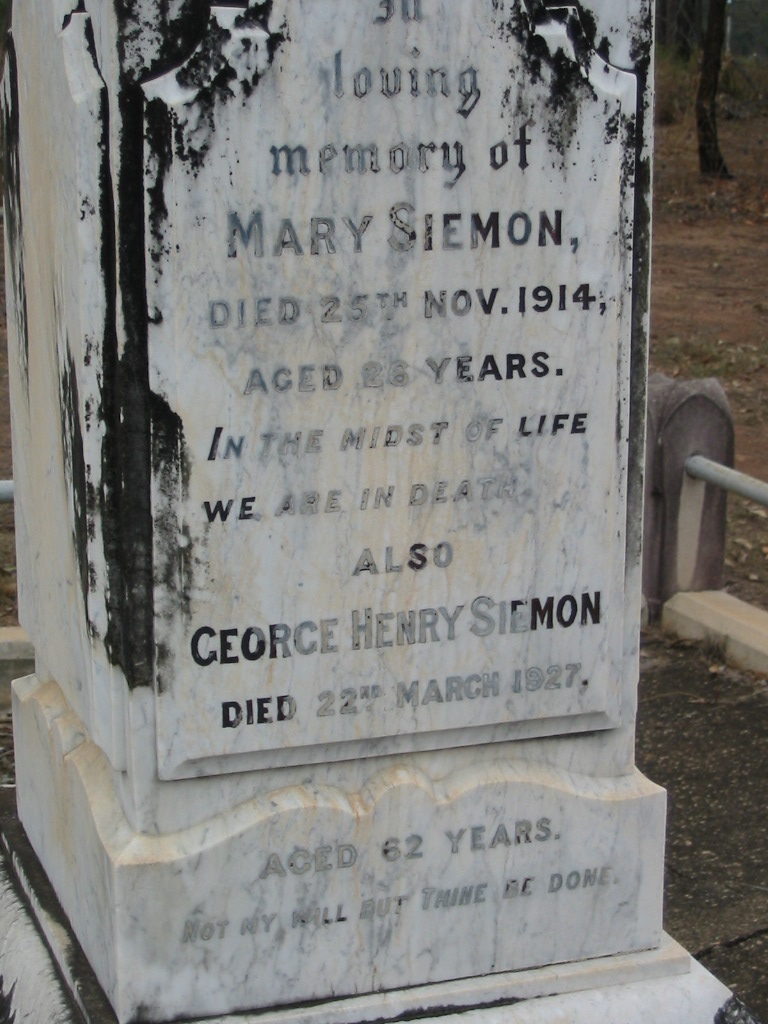 In
loving
memory of
MARY SIEMON,
DIED 25TH NOV. 1914,
AGED 26 YEARS.
IN THE MIDST OF LIFE
WE ARE IN DEATH
ALSO
GEORGE HENRY SIEMON
DIED 22ND MARCH 1927.
AGED 62 YEARS.
NOT MY WILL BUT THINE BE DONE.